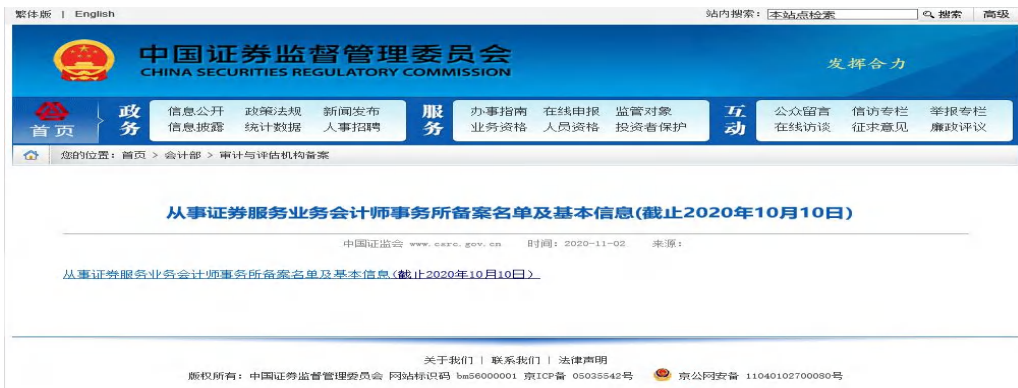 繁体版 | English 站内搜索: 本站点检索 搜索 高级
中国证券监督管理委员会
CHINA SECURITIES REGULATORY COMMISSION
发挥合力
首页
政务
信息公开 政策法规 新闻发布
信息披露 统计数据 人事招聘
服务
办事指南 在线申报 监管对象
业务资格 人员资格 投资者保护
互动
公众留言 信访专栏 举报专栏
在线访谈 征求意见 廉政评议
您的位置: 首页 > 会计部 > 审计与评估机构备案
从事证券服务业务会计师事务所备案名单及基本信息(截止2020年10月10日)
中国证监会 www.csrc.gov.cn 时间: 2020-11-02 来源:
从事证券服务业务会计师事务所备案名单及基本信息(截止2020年10月10日)
关于我们 | 联系我们 | 法律声明
版权所有: 中国证券监督管理委员会 网站标识码 bm56000001 京ICP备 05035542号 京公网安备 11040102700080号